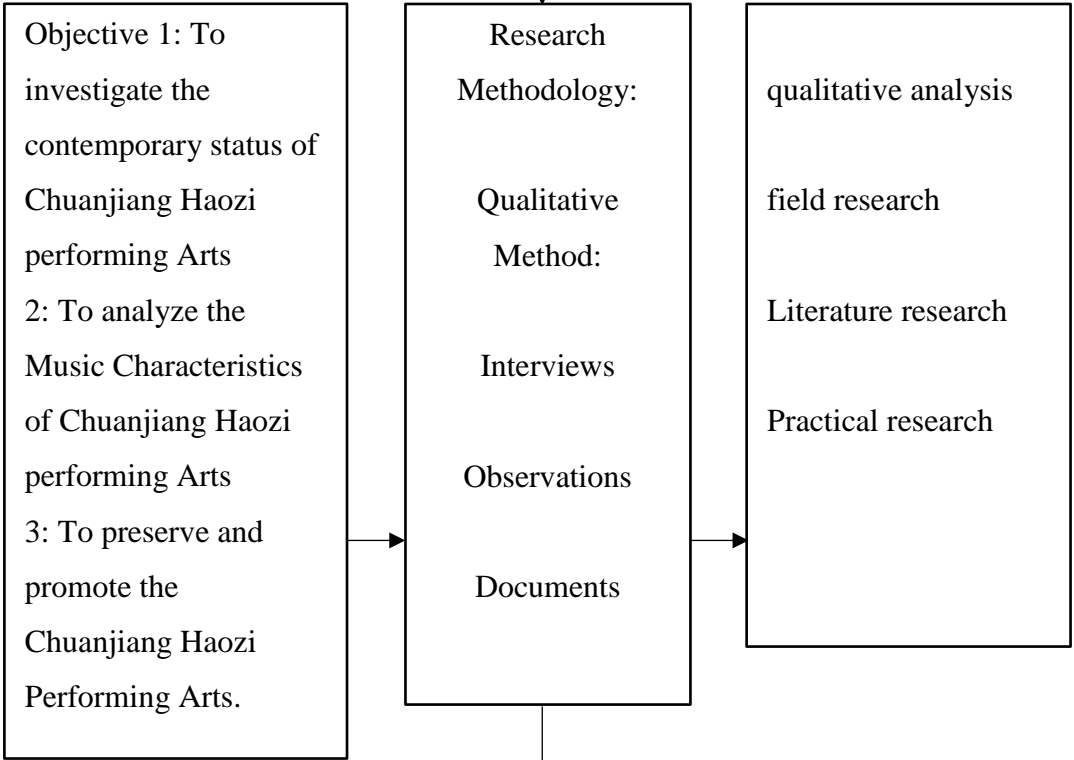 Objective 1: To
investigate the
contemporary status of
Chuanjiang Haozi
performing Arts
2: To analyze the
Music Characteristics
of Chuanjiang Haozi
performing Arts
3: To preserve and
promote the
Chuanjiang Haozi
Performing Arts.
Research
Methodology:
Qualitative
Method:
Interviews
Observations
Documents
qualitative analysis
field research
Literature research
Practical research